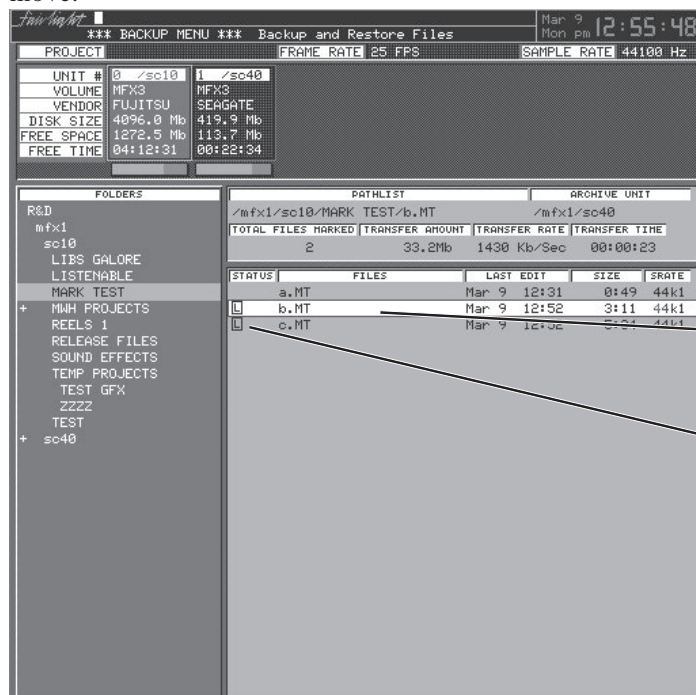 move.
fairlight
*** BACKUP MENU *** Backup and Restore Files
Mar 9
Mon pm 12:55:48
PROJECT FRAME RATE 25 FPS SAMPLE RATE 44100 Hz
UNIT # 0 /sc10 1 /sc40
VOLUME MFX3 MFX3
VENDOR FUJITSU SEAGATE
DISK SIZE 4096.0 Mb 419.9 Mb
FREE SPACE 1272.5 Mb 113.7 Mb
FREE TIME 04:12:31 00:22:34
FOLDERS
R&D
mfx1
sc10
LIBS GALORE
LISTENABLE
MARK TEST
+ MWH PROJECTS
REELS 1
RELEASE FILES
SOUND EFFECTS
TEMP PROJECTS
TEST GFX
ZZZZ
TEST
+ sc40
PATHLIST ARCHIVE UNIT
/mfx1/sc10/MARK TEST/b.MT /mfx1/sc40
TOTAL FILES MARKED TRANSFER AMOUNT TRANSFER RATE TRANSFER TIME
2 33.2Mb 1430 Kb/Sec 00:00:23
STATUS FILES LAST EDIT SIZE SRATE
a.MT Mar 9 12:31 0:49 44k1
L b.MT Mar 9 12:52 3:11 44k1
L c.MT Mar 9 12:52 44k1